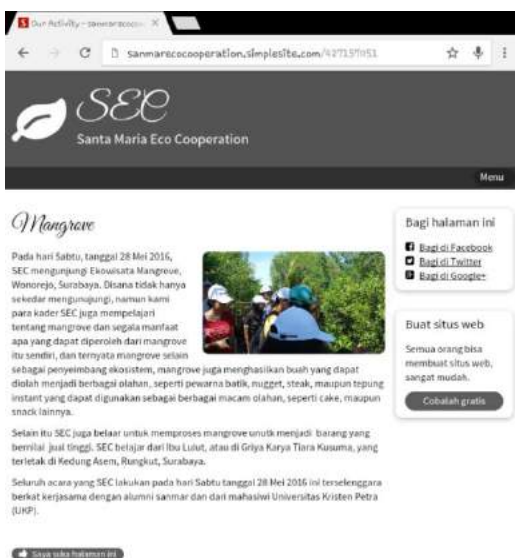 Our Activity - sanmarecocoo
sanmarecocooperation.simplesite.com/427157051
SEC
Santa Maria Eco Cooperation
Menu
Mangrove
Pada hari Sabtu, tanggal 28 Mei 2016,
SEC mengunjungi Ekowisata Mangrove,
Wonorejo, Surabaya. Disana tidak hanya
sekedar mengunujungi, namun kami
para kader SEC juga mempelajari
tentang mangrove dan segala manfaat
apa yang dapat diperoleh dari mangrove
itu sendiri, dan ternyata mangrove selain
sebagai penyeimbang ekosistem, mangrove juga menghasilkan buah yang dapat
diolah menjadi berbagai olahan, seperti pewarna batik, nugget, steak, maupun tepung
instant yang dapat digunakan sebagai berbagai macam olahan, seperti cake, maupun
snack lainnya.
Selain itu SEC juga belaar untuk memproses mangrove unutk menjadi barang yang
bernilai jual tinggi. SEC belajar dari Ibu Lulut, atau di Griya Karya Tiara Kusuma, yang
terletak di Kedung Asem, Rungkut, Surabaya.
Seluruh acara yang SEC lakukan pada hari Sabtu tanggal 28 Mei 2016 ini terselenggara
berkat kerjasama dengan alumni sanmar dan dari mahasiwi Universitas Kristen Petra
(UKP).
Saya suka halaman ini
Bagi halaman ini
Bagi di Facebook
Bagi di Twitter
Bagi di Google+
Buat situs web
Semua orang bisa
membuat situs web,
sangat mudah.
Cobalah gratis